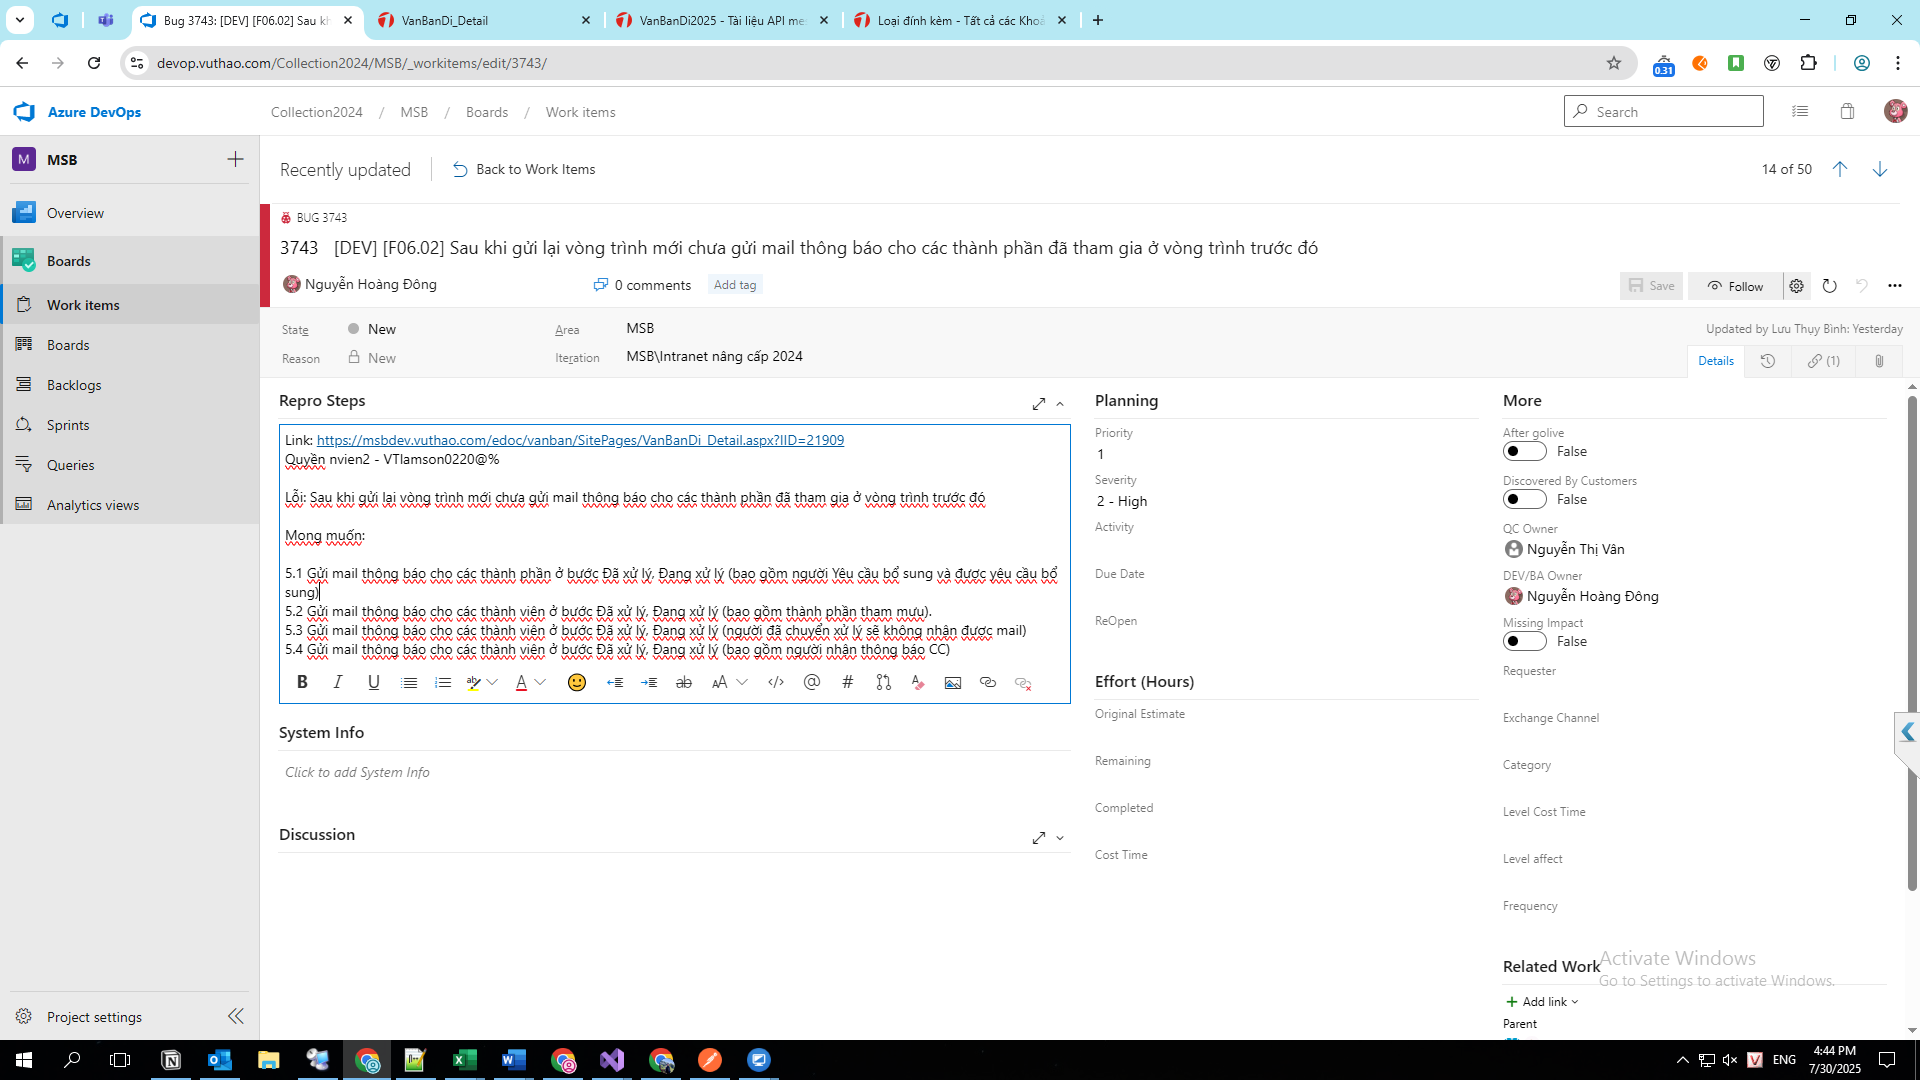 Bug 3743: [DEV] [F06.02] Sau kh
VanBanDi_Detail
VanBanDi2025 - Tài liệu API me
Loại đính kèm - Tất cả các Kho
devop.vuthao.com/Collection2024/MSB/_workitems/edit/3743/
0.31
Azure DevOps
Collection2024 / MSB / Boards / Work items
Search
M MSB
Recently updated
Back to Work Items
14 of 50
Overview
Boards
Work items
Boards
Backlogs
Sprints
Queries
Analytics views
Project settings
BUG 3743
3743 [DEV] [F06.02] Sau khi gửi lại vòng trình mới chưa gửi mail thông báo cho các thành phần đã tham gia ở vòng trình trước đó
Nguyễn Hoàng Đông
0 comments
Add tag
Save
Follow
State
New
Area
MSB
Updated by Lưu Thụy Bình: Yesterday
Reason
New
Iteration
MSB\Intranet nâng cấp 2024
Details
(1)
Repro Steps
Link: https://msbdev.vuthao.com/edoc/vanban/SitePages/VanBanDi_Detail.aspx?IID=21909
Quyền nvien2 - VTlamson0220@%
Lỗi: Sau khi gửi lại vòng trình mới chưa gửi mail thông báo cho các thành phần đã tham gia ở vòng trình trước đó
Mong muốn:
5.1 Gửi mail thông báo cho các thành phần ở bước Đã xử lý, Đang xử lý (bao gồm người Yêu cầu bổ sung và được yêu cầu bổ
sung)
5.2 Gửi mail thông báo cho các thành viên ở bước Đã xử lý, Đang xử lý (bao gồm thành phần tham mưu).
5.3 Gửi mail thông báo cho các thành viên ở bước Đã xử lý, Đang xử lý (người đã chuyển xử lý sẽ không nhận được mail)
5.4 Gửi mail thông báo cho các thành viên ở bước Đã xử lý, Đang xử lý (bao gồm người nhận thông báo CC)
System Info
Click to add System Info
Discussion
Planning
Priority
1
Severity
2 - High
Activity
Due Date
ReOpen
Effort (Hours)
Original Estimate
Remaining
Completed
Cost Time
More
After golive
False
Discovered By Customers
False
QC Owner
Nguyễn Thị Vân
DEV/BA Owner
Nguyễn Hoàng Đông
Missing Impact
False
Requester
Exchange Channel
Category
Level Cost Time
Level affect
Frequency
Related Work
Add link
Parent
Activate Windows
Go to Settings to activate Windows.
ENG
4:44 PM
7/30/2025